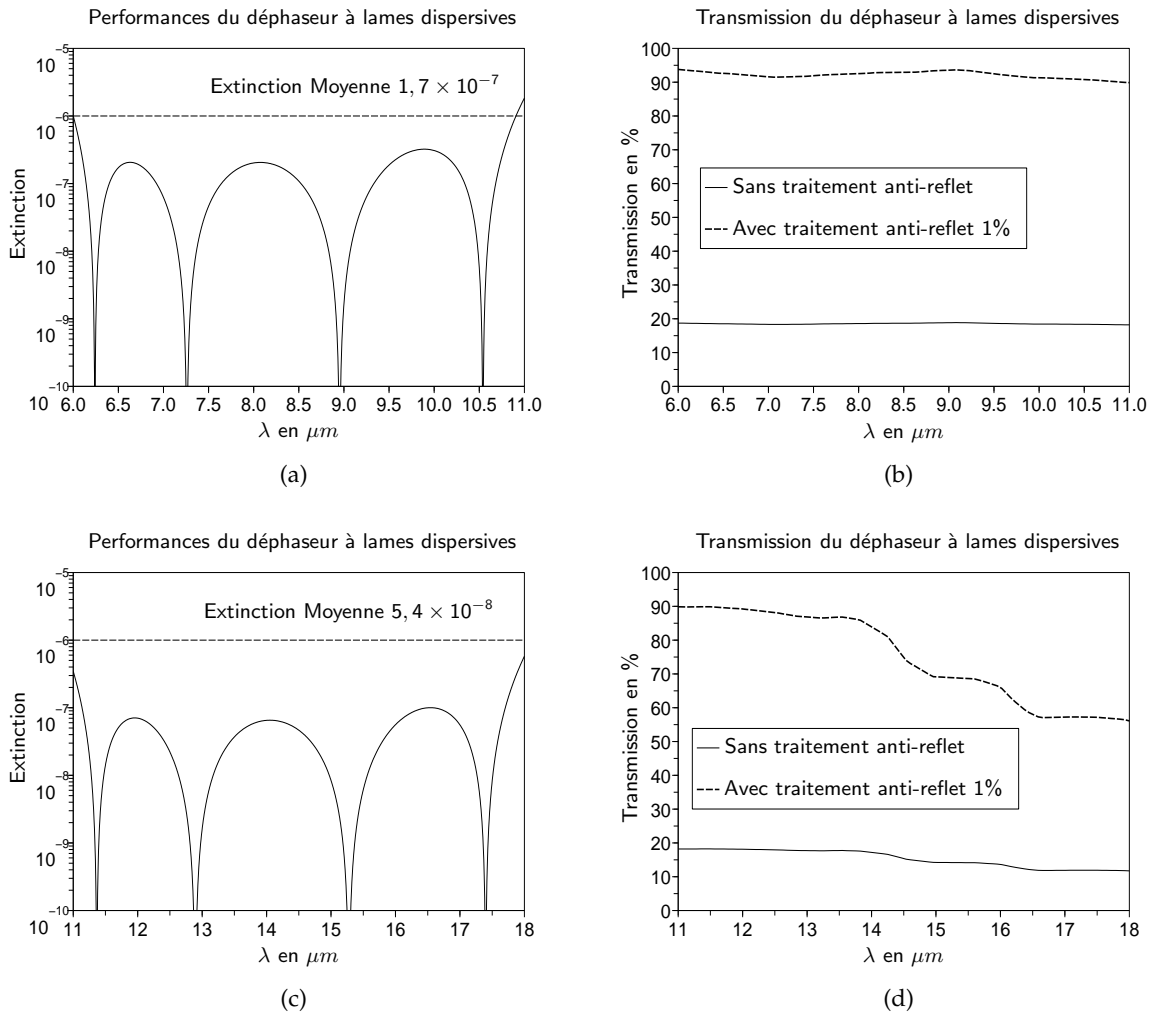 Performances du déphaseur à lames dispersives
Extinction Moyenne 1, 7 × 10⁻⁷
Extinction
10⁻⁵
10⁻⁶
10⁻⁷
10⁻⁸
10⁻⁹
10⁻¹⁰
6.0 6.5 7.0 7.5 8.0 8.5 9.0 9.5 10.0 10.5 11.0
λ en μm
(a)
Transmission du déphaseur à lames dispersives
Transmission en %
100
90
80
70
60
50
40
30
20
10
0
Sans traitement anti-reflet
Avec traitement anti-reflet 1%
6.0 6.5 7.0 7.5 8.0 8.5 9.0 9.5 10.0 10.5 11.0
λ en μm
(b)
Performances du déphaseur à lames dispersives
Extinction Moyenne 5, 4 × 10⁻⁸
Extinction
10⁻⁵
10⁻⁶
10⁻⁷
10⁻⁸
10⁻⁹
10⁻¹⁰
11 12 13 14 15 16 17 18
λ en μm
(c)
Transmission du déphaseur à lames dispersives
Transmission en %
100
90
80
70
60
50
40
30
20
10
0
Sans traitement anti-reflet
Avec traitement anti-reflet 1%
11 12 13 14 15 16 17 18
λ en μm
(d)